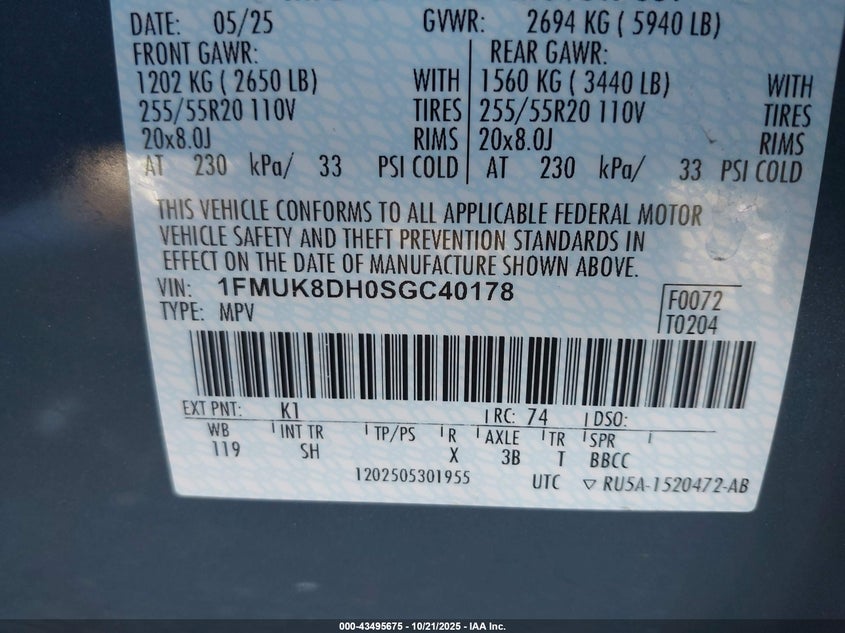 DATE: 05/25 GVWR: 2694 KG ( 5940 LB)
FRONT GAWR: REAR GAWR:
1202 KG ( 2650 LB) WITH 1560 KG ( 3440 LB) WITH
255/55R20 110V TIRES 255/55R20 110V TIRES
20x8.0J RIMS 20x8.0J RIMS
AT 230 kPa/ 33 PSI COLD AT 230 kPa/ 33 PSI COLD
THIS VEHICLE CONFORMS TO ALL APPLICABLE FEDERAL MOTOR
VEHICLE SAFETY AND THEFT PREVENTION STANDARDS IN
EFFECT ON THE DATE OF MANUFACTURE SHOWN ABOVE.
VIN: 1FMUK8DH0SGC40178 F0072
TYPE: MPV T0204
EXT PNT: K1 RC: 74 DSO:
WB INT TR TP/PS R AXLE TR SPR
119 SH X 3B T BBCC
1202505301955 UTC ▽ RU5A-1520472-AB
000-43495675 - 10/21/2025 - IAA Inc.